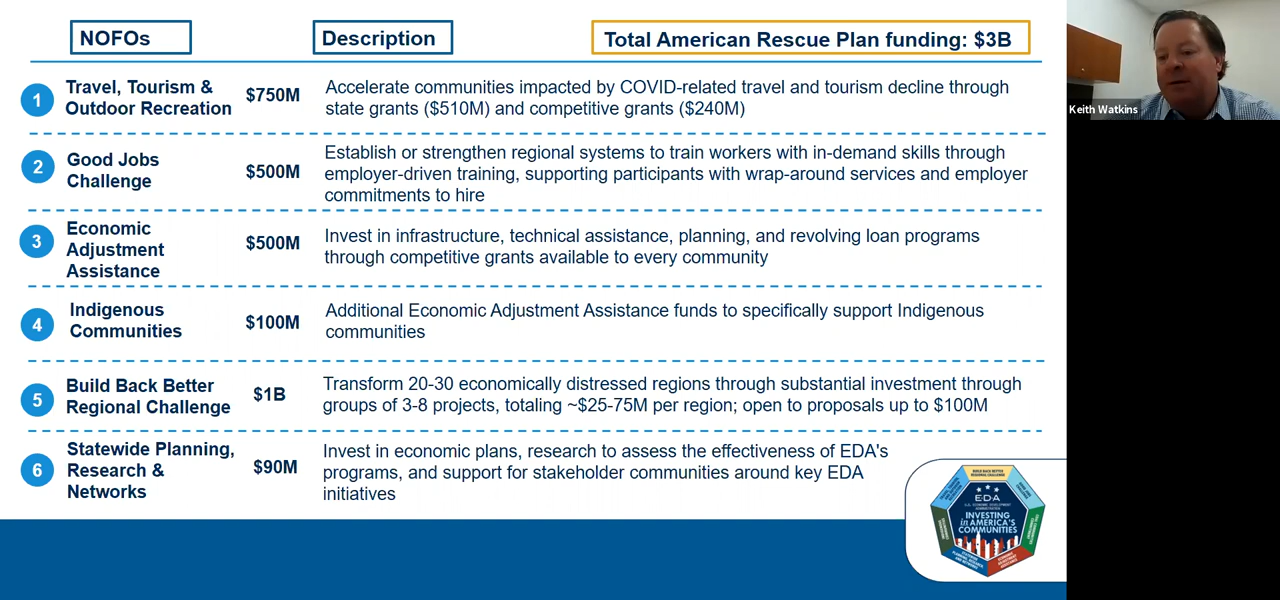 NOFOs
Description
Total American Rescue Plan funding: $3B
1
Travel, Tourism &
Outdoor Recreation
$750M
Accelerate communities impacted by COVID-related travel and tourism decline through
state grants ($510M) and competitive grants ($240M)
2
Good Jobs
Challenge
$500M
Establish or strengthen regional systems to train workers with in-demand skills through
employer-driven training, supporting participants with wrap-around services and employer
commitments to hire
3
Economic
Adjustment
Assistance
$500M
Invest in infrastructure, technical assistance, planning, and revolving loan programs
through competitive grants available to every community
4
Indigenous
Communities
$100M
Additional Economic Adjustment Assistance funds to specifically support Indigenous
communities
5
Build Back Better
Regional Challenge
$1B
Transform 20-30 economically distressed regions through substantial investment through
groups of 3-8 projects, totaling ~$25-75M per region; open to proposals up to $100M
6
Statewide Planning,
Research &
Networks
$90M
Invest in economic plans, research to assess the effectiveness of EDA's
programs, and support for stakeholder communities around key EDA
initiatives
BUILD BACK BETTER
REGIONAL CHALLENGE
EDA
U.S. ECONOMIC DEVELOPMENT
ADMINISTRATION
INVESTING
in AMERICA'S
COMMUNITIES
Keith Watkins